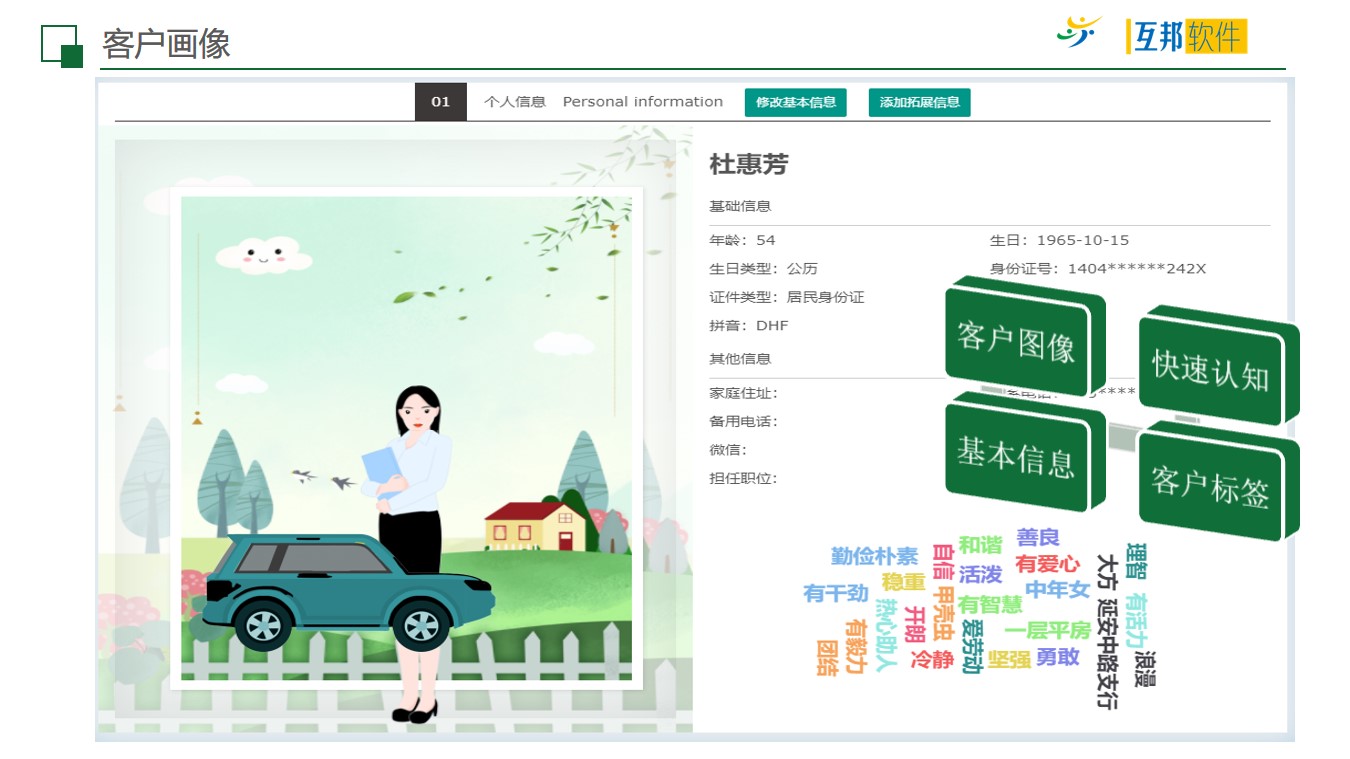 客户画像
互邦软件
01 个人信息 Personal information 修改基本信息 添加拓展信息
杜惠芳
基础信息
年龄：54 生日：1965-10-15
生日类型：公历 身份证号：1404******242X
证件类型：居民身份证
拼音：DHF
其他信息
家庭住址：
备用电话：
微信：
担任职位：
客户图像
快速认知
基本信息
客户标签
善良
和谐
勤俭朴素
自信
有爱心
大方
理智
稳重
活泼
中年女
有干劲
甲壳虫
有智慧
热心助人
开朗
延安中路支行
有活力
有毅力
爱劳动
一层平房
团结
冷静
坚强
勇敢
浪漫